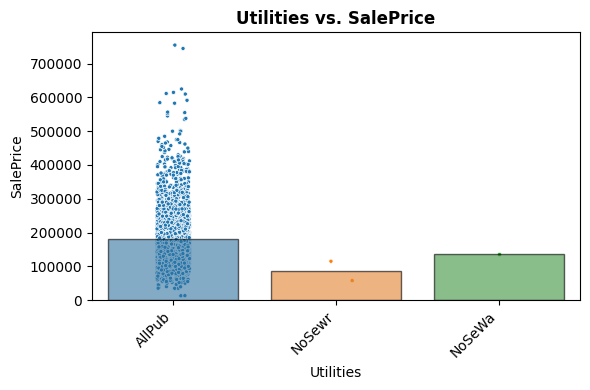 Utilities vs. SalePrice
700000
600000
500000
400000
300000
200000
100000
0
SalePrice
AllPub
NoSewr
NoSeWa
Utilities